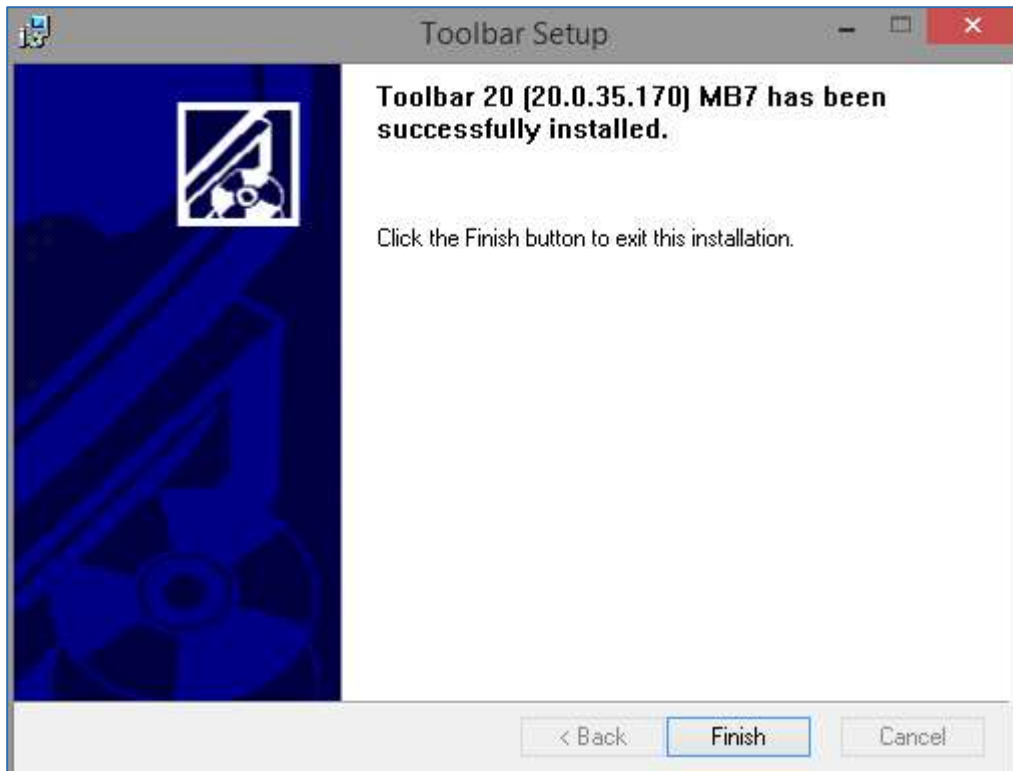 Toolbar Setup
Toolbar 20 (20.0.35.170) MB7 has been
successfully installed.
Click the Finish button to exit this installation.
< Back
Finish
Cancel